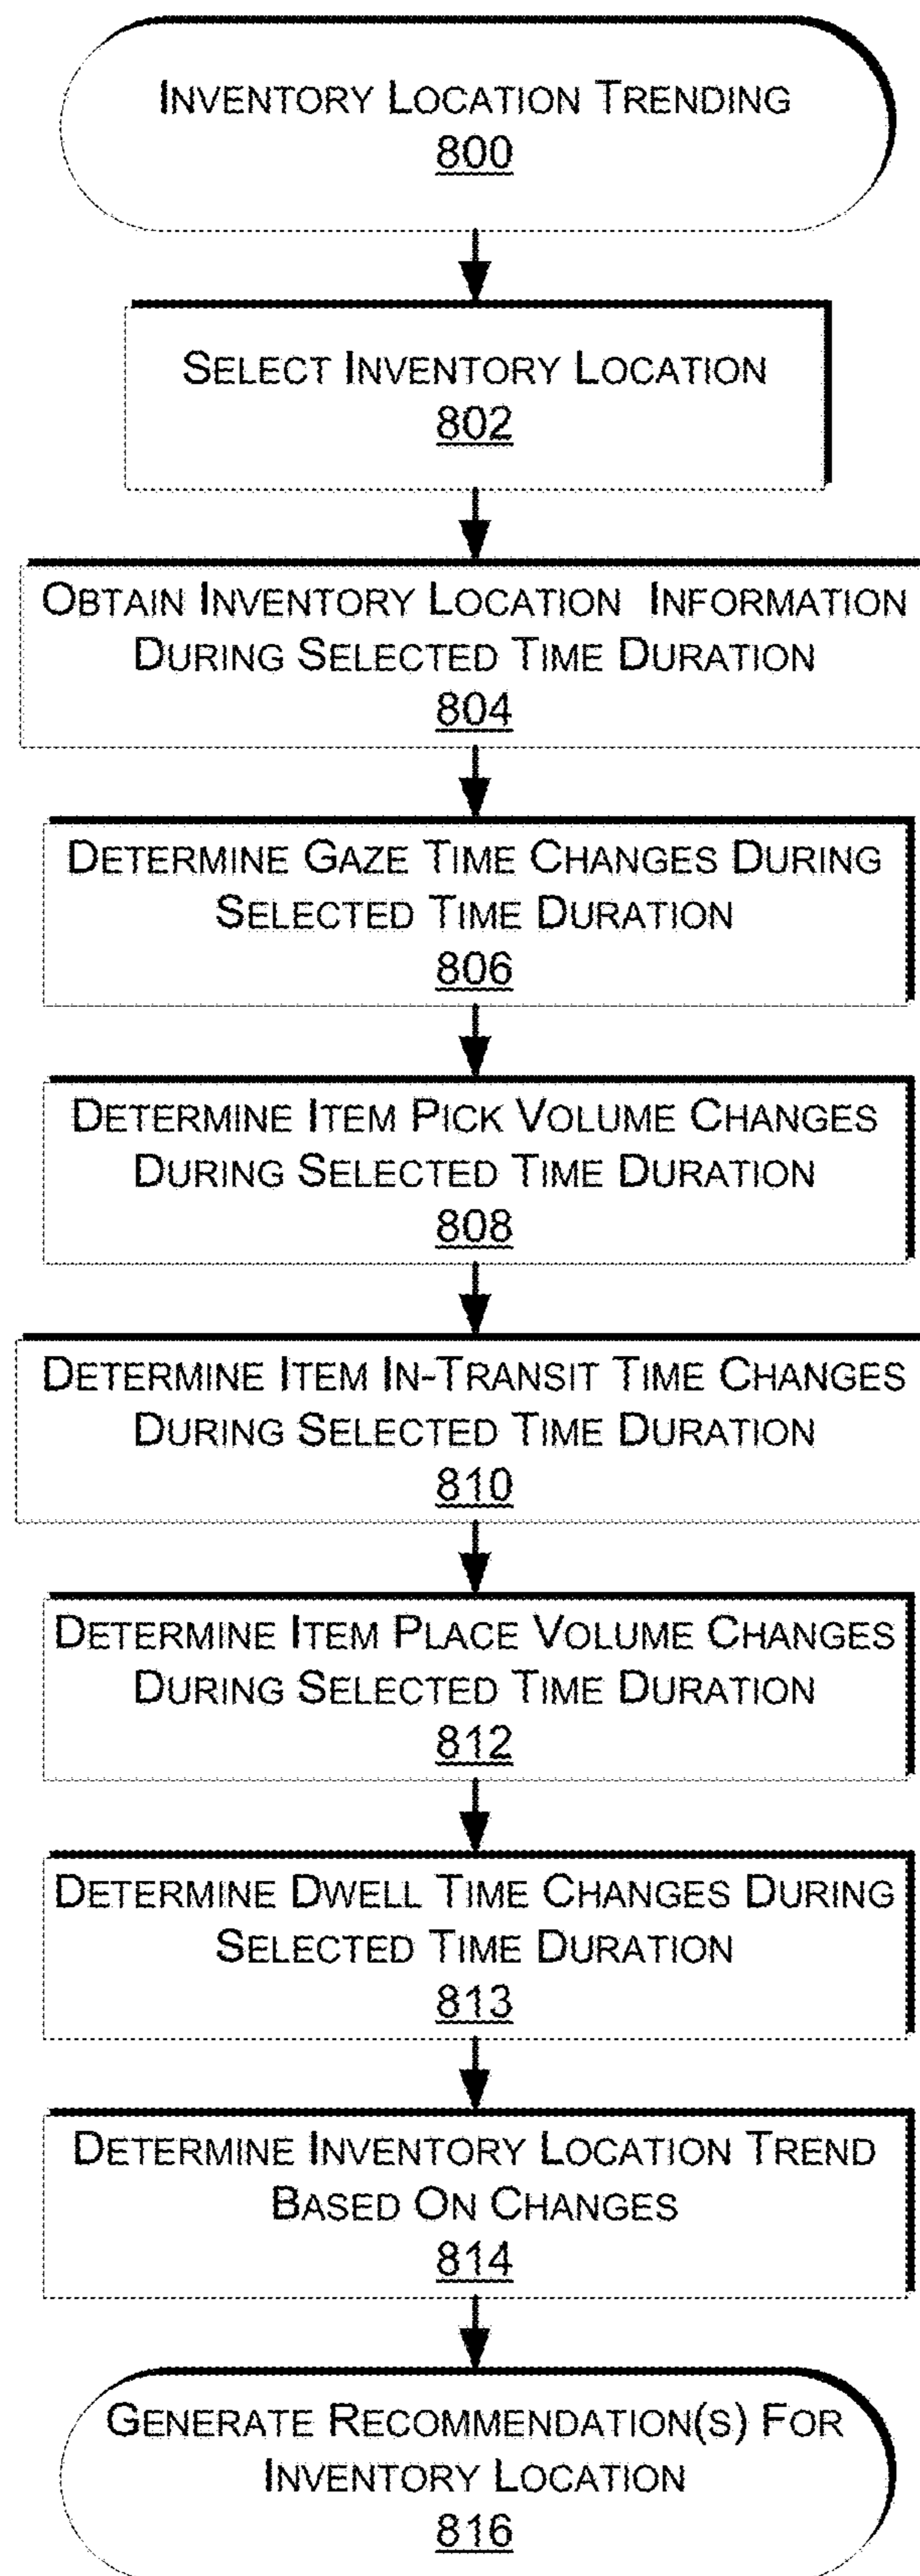 INVENTORY LOCATION TRENDING
800
SELECT INVENTORY LOCATION
802
OBTAIN INVENTORY LOCATION INFORMATION
DURING SELECTED TIME DURATION
804
DETERMINE GAZE TIME CHANGES DURING
SELECTED TIME DURATION
806
DETERMINE ITEM PICK VOLUME CHANGES
DURING SELECTED TIME DURATION
808
DETERMINE ITEM IN-TRANSIT TIME CHANGES
DURING SELECTED TIME DURATION
810
DETERMINE ITEM PLACE VOLUME CHANGES
DURING SELECTED TIME DURATION
812
DETERMINE DWELL TIME CHANGES DURING
SELECTED TIME DURATION
813
DETERMINE INVENTORY LOCATION TREND
BASED ON CHANGES
814
GENERATE RECOMMENDATION(S) FOR
INVENTORY LOCATION
816